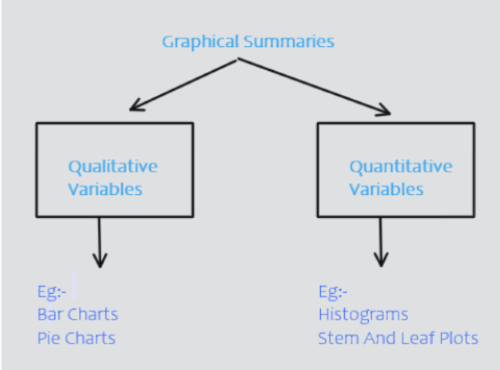 Graphical Summaries
Qualitative
Variables
Quantitative
Variables
Eg:-
Bar Charts
Pie Charts
Eg:-
Histograms
Stem And Leaf Plots